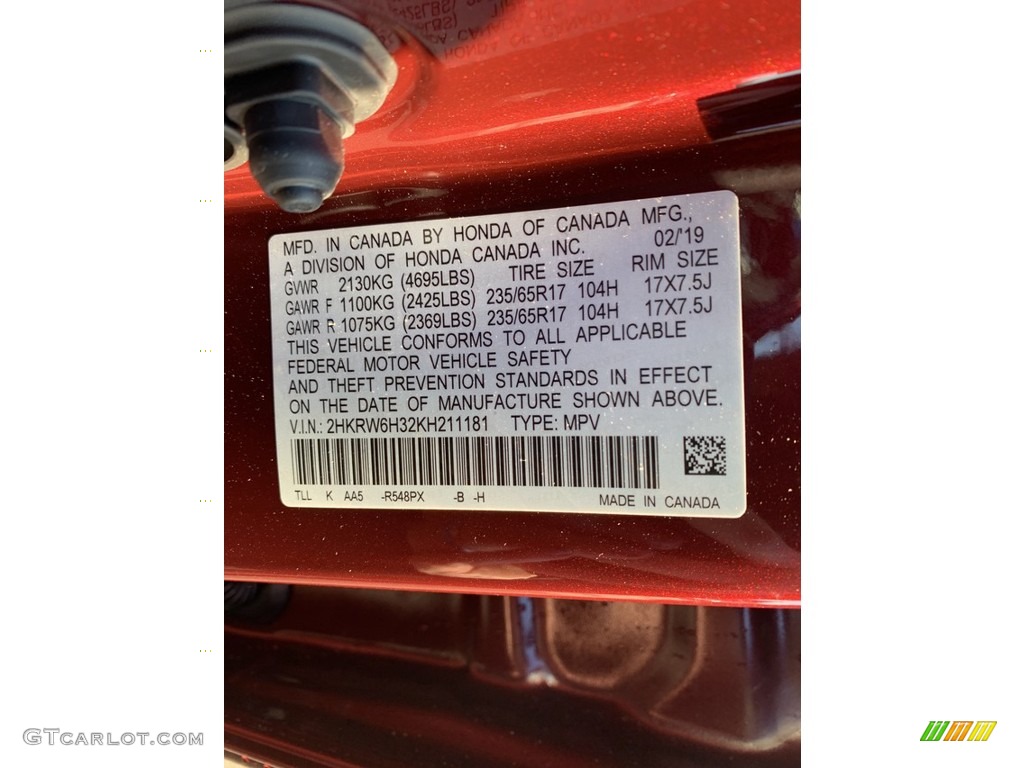 MFD. IN CANADA BY HONDA OF CANADA MFG.,
A DIVISION OF HONDA CANADA INC. 02/'19
GVWR 2130KG (4695LBS) TIRE SIZE RIM SIZE
GAWR F 1100KG (2425LBS) 235/65R17 104H 17X7.5J
GAWR R 1075KG (2369LBS) 235/65R17 104H 17X7.5J
THIS VEHICLE CONFORMS TO ALL APPLICABLE
FEDERAL MOTOR VEHICLE SAFETY
AND THEFT PREVENTION STANDARDS IN EFFECT
ON THE DATE OF MANUFACTURE SHOWN ABOVE.
V.I.N.: 2HKRW6H32KH211181 TYPE: MPV
TLL K AA5 -R548PX -B -H MADE IN CANADA
GTCARLOT.COM